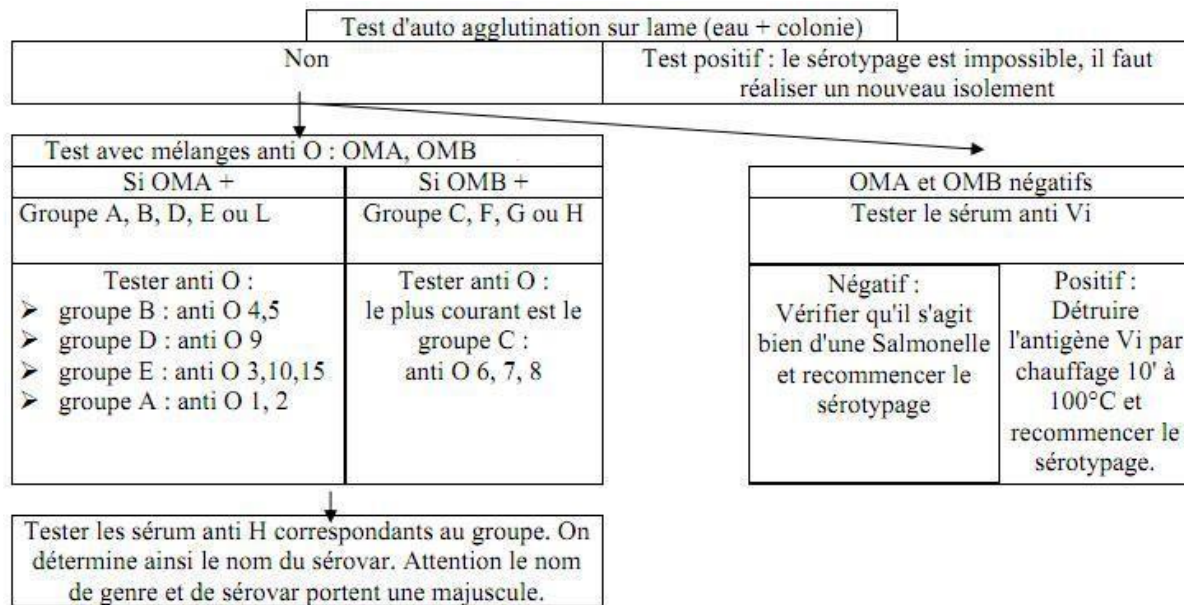 Test d'auto agglutination sur lame (eau + colonie)
Non
Test positif : le sérotypage est impossible, il faut
réaliser un nouveau isolement
Test avec mélanges anti O : OMA, OMB
Si OMA +
Groupe A, B, D, E ou L
Si OMB +
Groupe C, F, G ou H
Tester anti O :
➢ groupe B : anti O 4,5
➢ groupe D : anti O 9
➢ groupe E : anti O 3,10,15
➢ groupe A : anti O 1, 2
Tester anti O :
le plus courant est le
groupe C :
anti O 6, 7, 8
OMA et OMB négatifs
Tester le sérum anti Vi
Négatif :
Vérifier qu'il s'agit
bien d'une Salmonelle
et recommencer le
sérotypage
Positif :
Détruire
l'antigène Vi par
chauffage 10' à
100°C et
recommencer le
sérotypage.
Tester les sérum anti H correspondants au groupe. On
détermine ainsi le nom du sérovar. Attention le nom
de genre et de sérovar portent une majuscule.